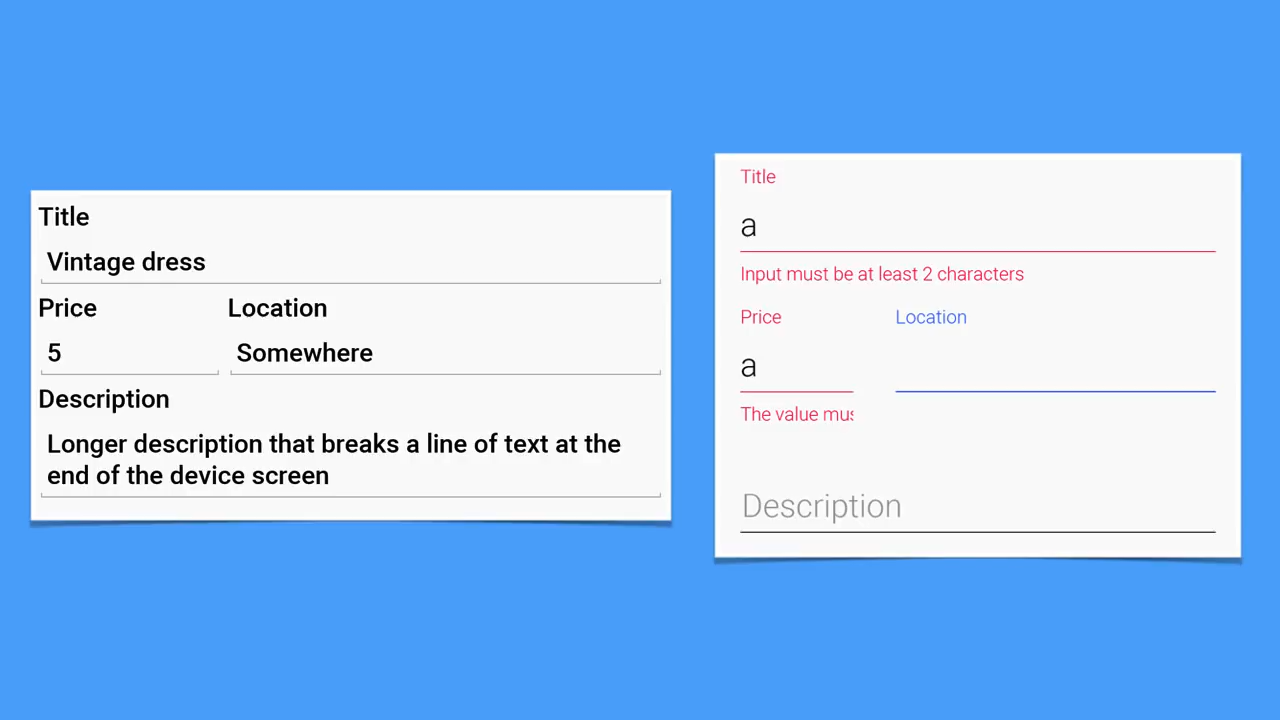 Title
Vintage dress
Price Location
5 Somewhere
Description
Longer description that breaks a line of text at the
end of the device screen
Title
a
Input must be at least 2 characters
Price Location
a
The value mus
Description